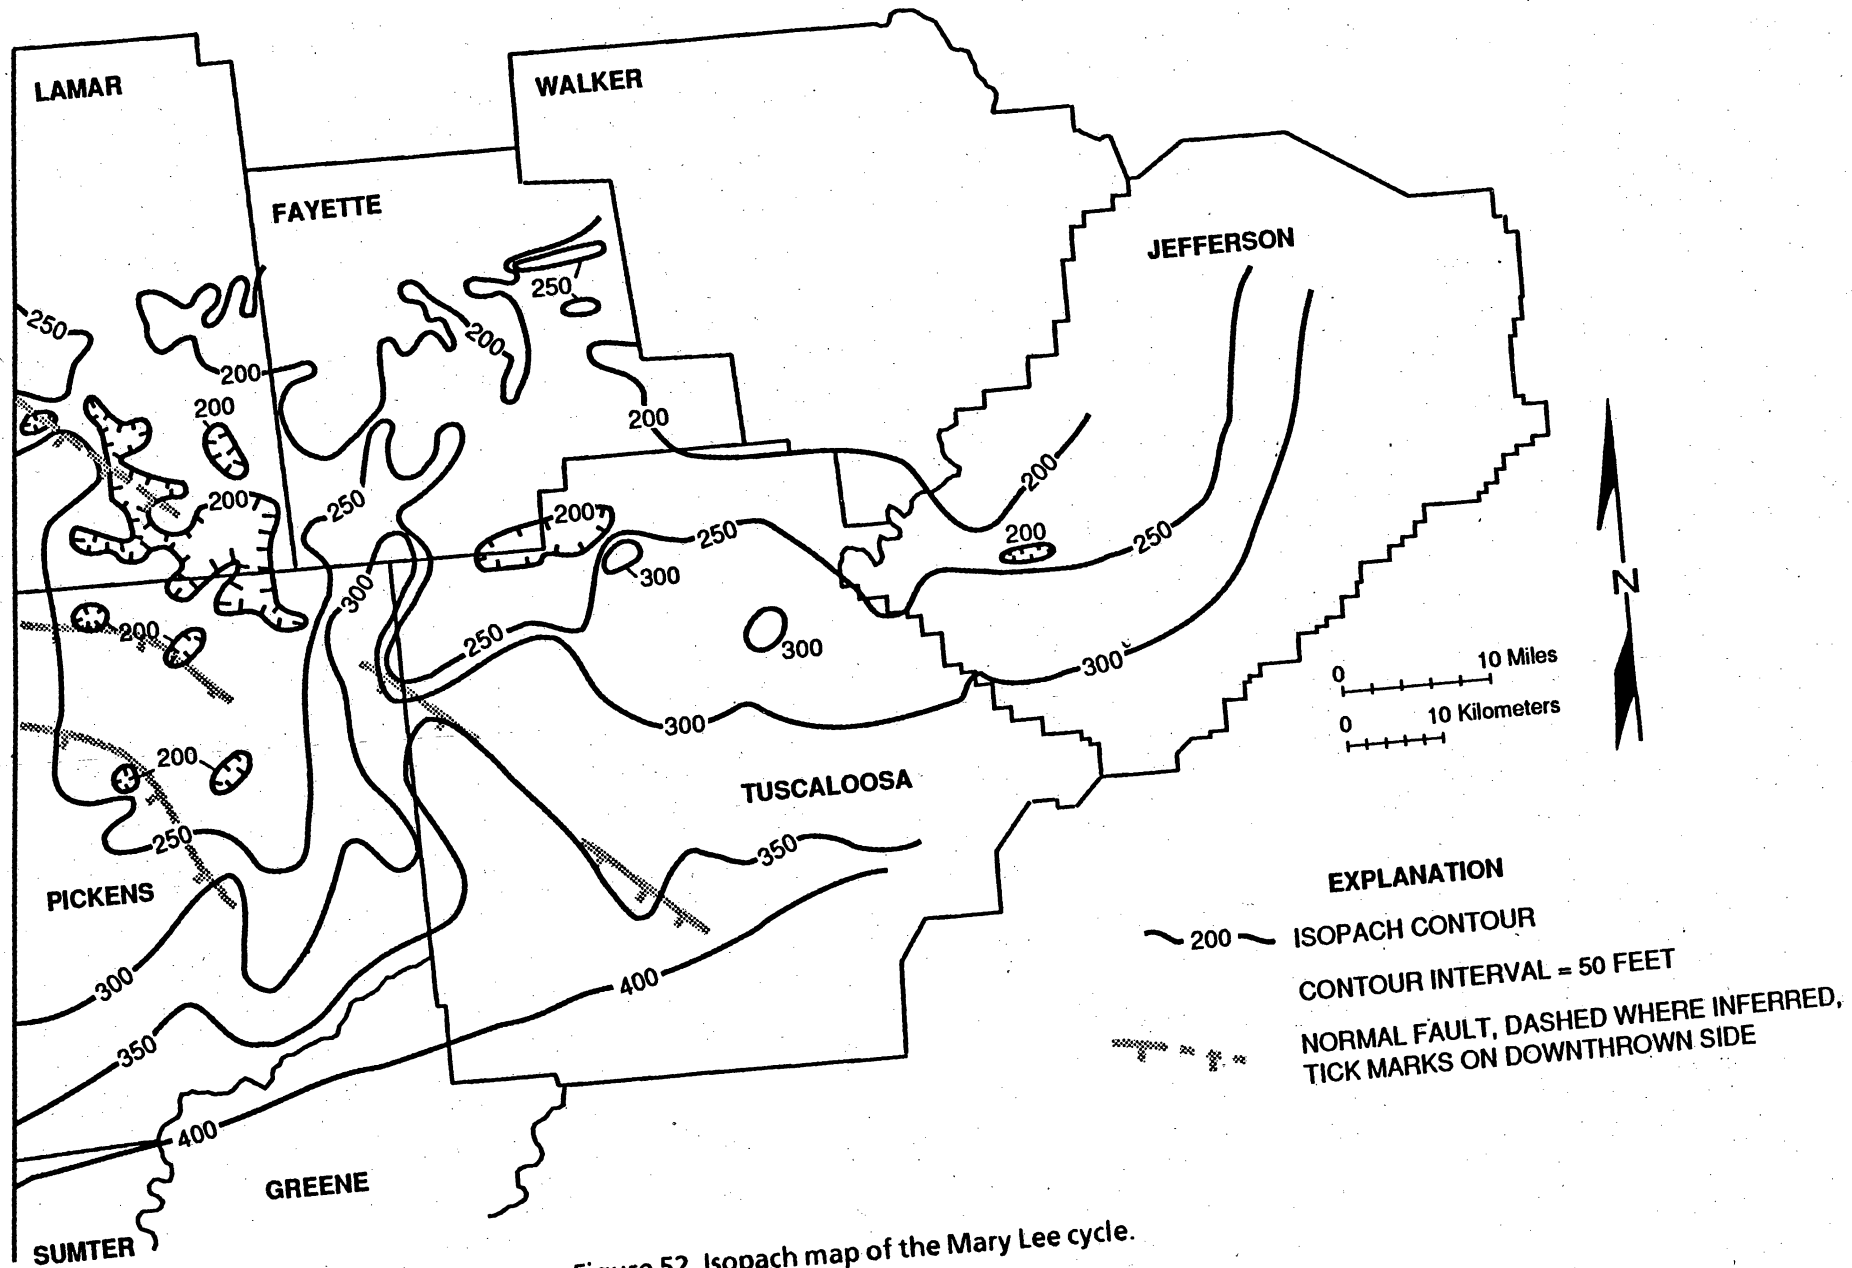 LAMAR
WALKER
FAYETTE
JEFFERSON
250
250
200
200
200
200
200
250
200
200
200
250
200
250
300
300
N
200
250
300
300
0 10 Miles
0 10 Kilometers
300
200
TUSCALOOSA
250
350
PICKENS
EXPLANATION
200 ISOPACH CONTOUR
CONTOUR INTERVAL = 50 FEET
NORMAL FAULT, DASHED WHERE INFERRED,
TICK MARKS ON DOWNTHROWN SIDE
300
400
350
400
GREENE
SUMTER
Figure 52. Isopach map of the Mary Lee cycle.